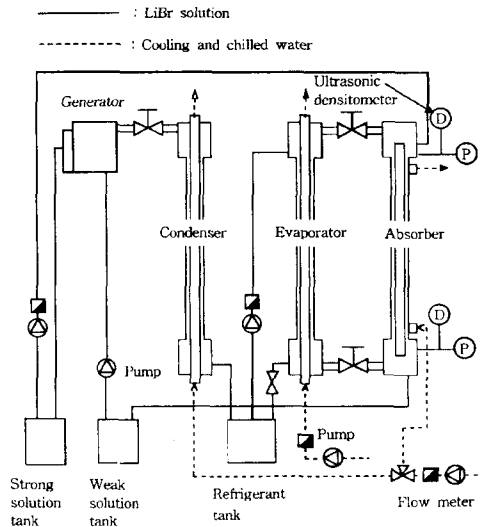 : LiBr solution
: Cooling and chilled water
Ultrasonic
densitometer
Generator
D
P
Condenser
Evaporator
Absorber
D
P
Pump
Pump
Strong
solution
tank
Weak
solution
tank
Refrigerant
tank
Flow meter